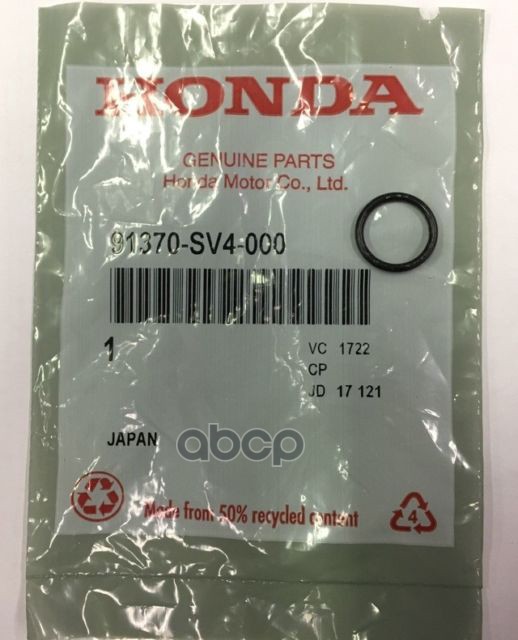 HONDA
GENUINE PARTS
Honda Motor Co., Ltd.
91370-SV4-000
1
VC 1722
CP
JD 17 121
JAPAN
abcp
Made from 50% recycled content
4